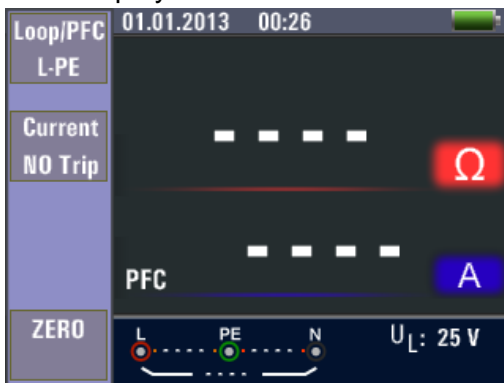 Loop/PFC
L-PE
01.01.2013 00:26
Current
NO Trip
- - - -
Ω
- - - -
PFC
A
ZERO
L PE N
UL: 25 V